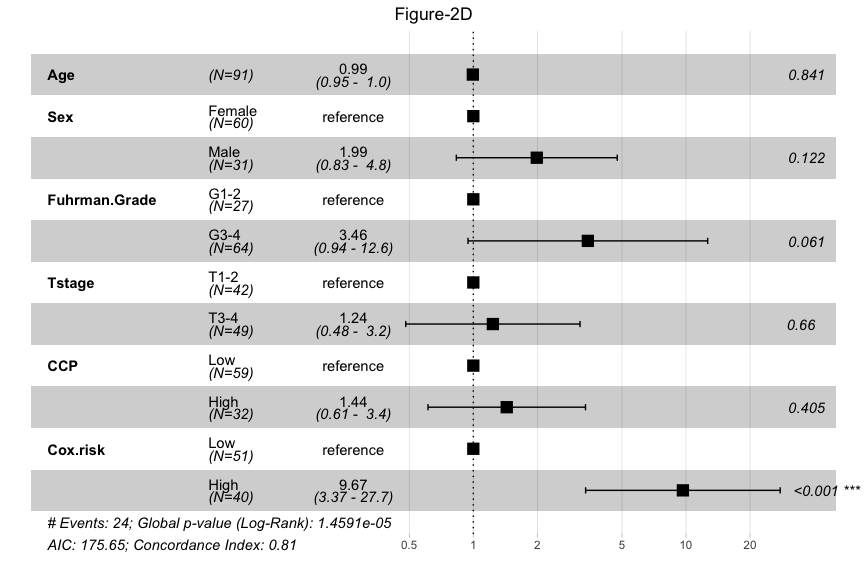 Figure-2D
Age (N=91) 0.99 0.841
(0.95 - 1.0)
Sex Female reference
(N=60)
Male 1.99 0.122
(N=31) (0.83 - 4.8)
Fuhrman.Grade G1-2 reference
(N=27)
G3-4 3.46 0.061
(N=64) (0.94 - 12.6)
Tstage T1-2 reference
(N=42)
T3-4 1.24 0.66
(N=49) (0.48 - 3.2)
CCP Low reference
(N=59)
High 1.44 0.405
(N=32) (0.61 - 3.4)
Cox.risk Low reference
(N=51)
High 9.67 <0.001 ***
(N=40) (3.37 - 27.7)
# Events: 24; Global p-value (Log-Rank): 1.4591e-05
AIC: 175.65; Concordance Index: 0.81
0.5 1 2 5 10 20